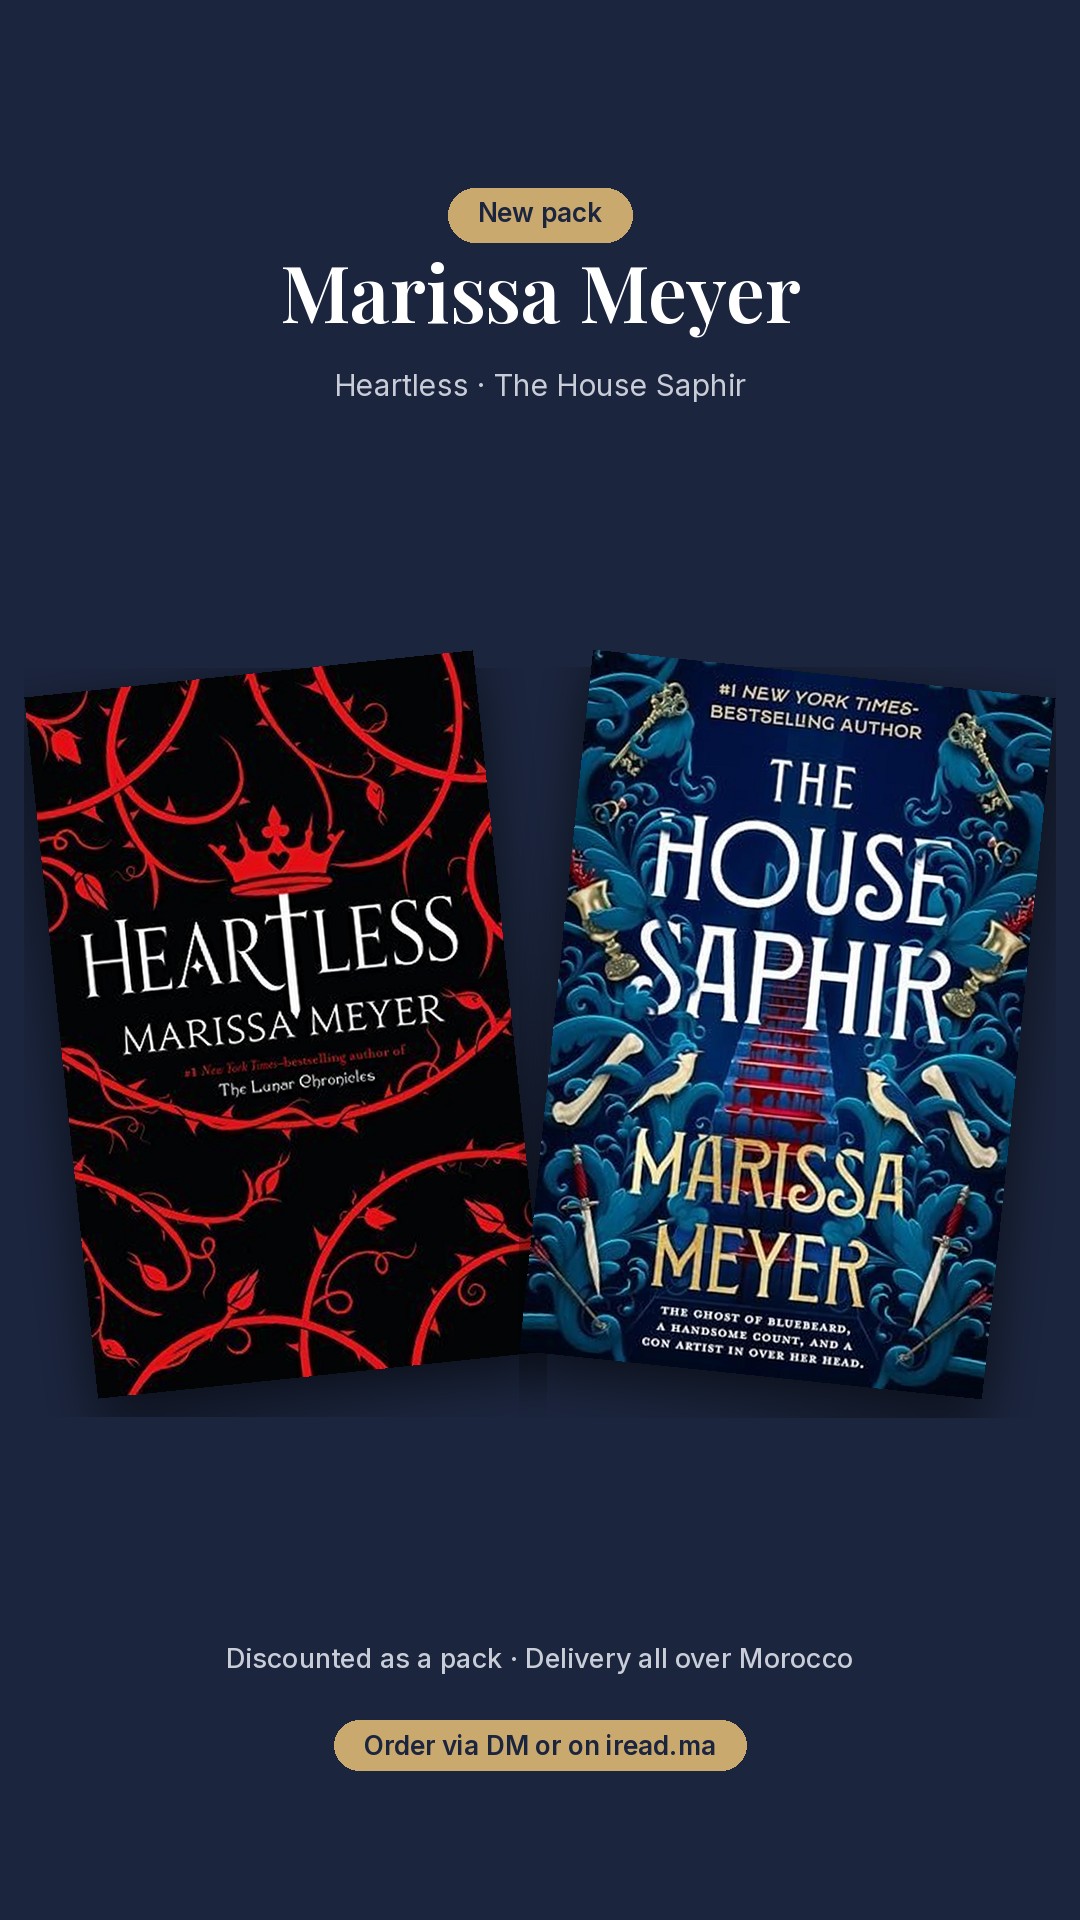 New pack
Marissa Meyer
Heartless · The House Saphir
HEARTLESS
MARISSA MEYER
#1 New York Times–bestselling author of
The Lunar Chronicles
#1 NEW YORK TIMES-
BESTSELLING AUTHOR
THE
HOUSE
SAPHIR
MARISSA
MEYER
THE GHOST OF BLUEBEARD,
A HANDSOME COUNT, AND A
CON ARTIST IN OVER HER HEAD.
Discounted as a pack · Delivery all over Morocco
Order via DM or on iread.ma